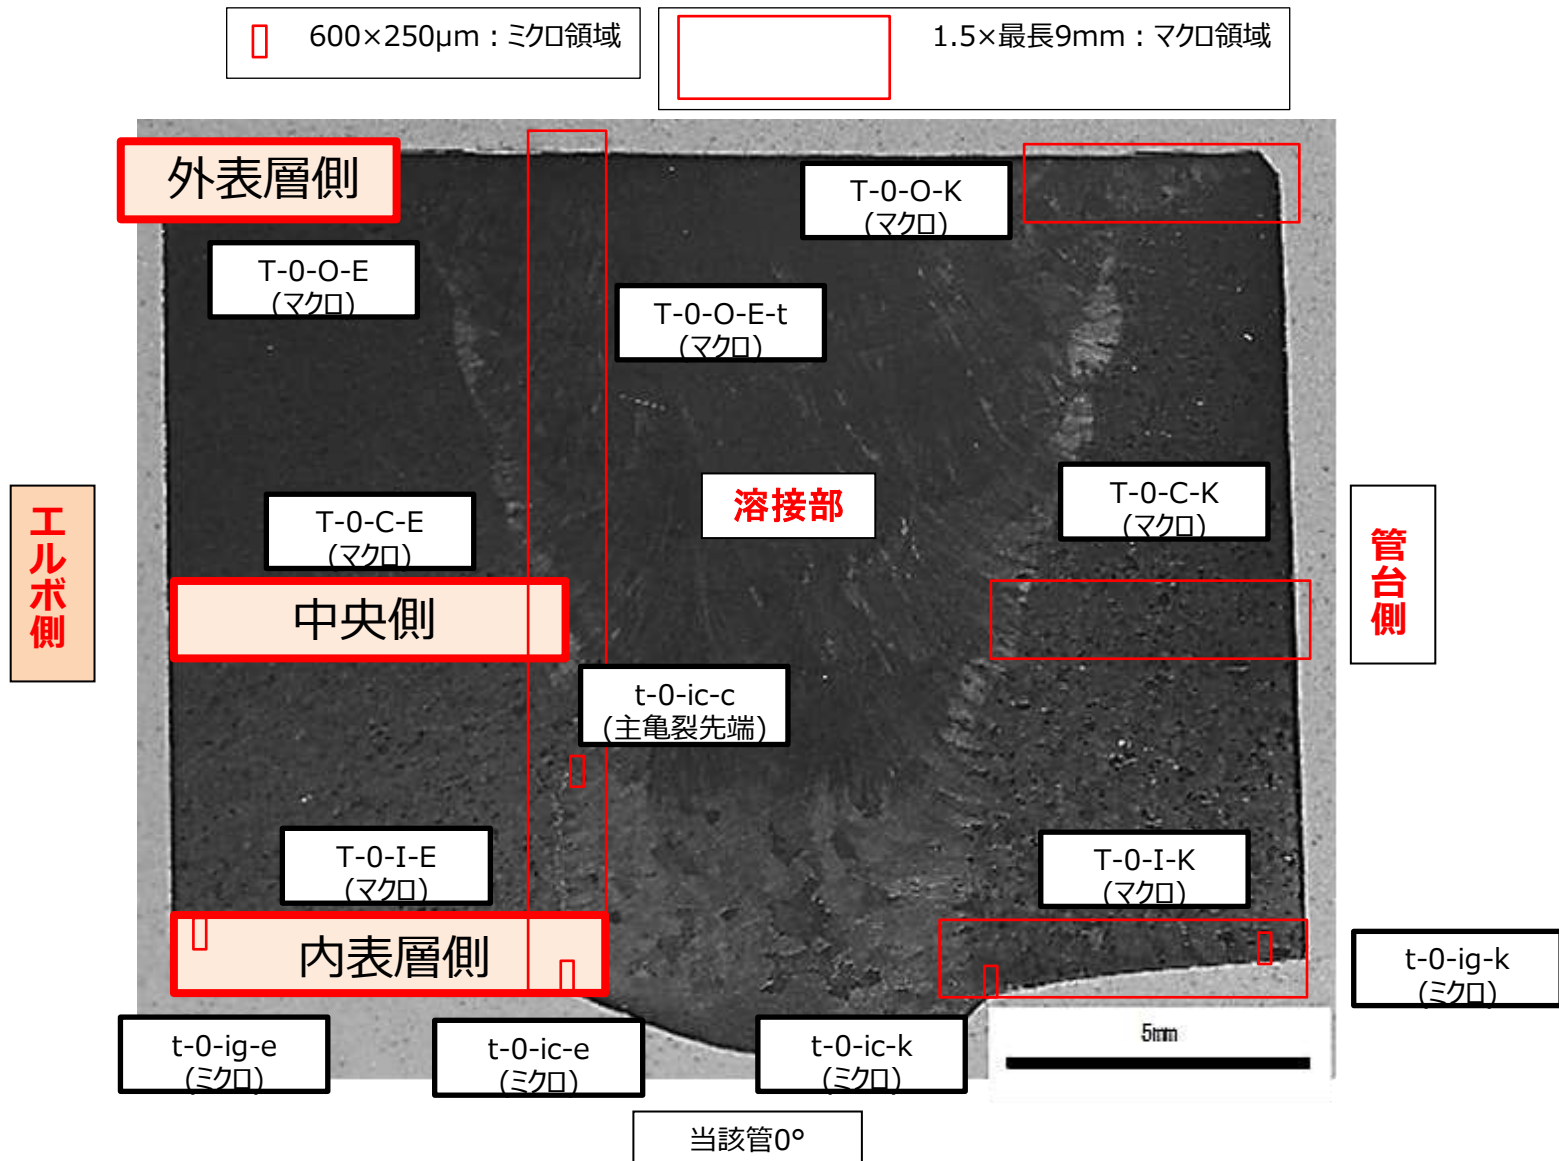 600×250μm：ミクロ領域
1.5×最長9mm：マクロ領域
外表層側
T-0-O-K
(マクロ)
T-0-O-E
(マクロ)
T-0-O-E-t
(マクロ)
エルボ側
T-0-C-E
(マクロ)
溶接部
T-0-C-K
(マクロ)
管台側
中央側
t-0-ic-c
(主亀裂先端)
T-0-I-E
(マクロ)
T-0-I-K
(マクロ)
内表層側
t-0-ig-k
(ミクロ)
t-0-ig-e
(ミクロ)
t-0-ic-e
(ミクロ)
t-0-ic-k
(ミクロ)
5mm
当該管0°